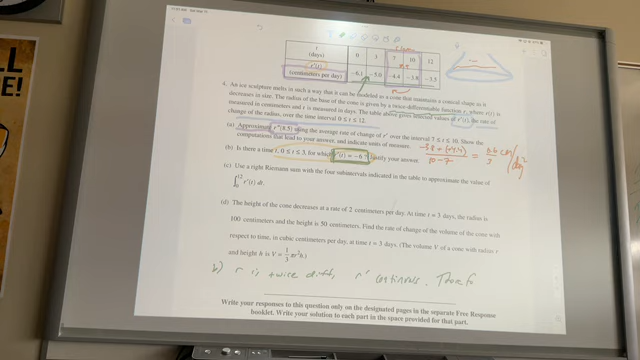 t
(days)
0 3 7 10 12
r'(t)
(centimeters per day)
−6.1 −5.0 −4.4 −3.8 −3.5
4. An ice sculpture melts in such a way that it can be modeled as a cone that maintains a conical shape as it
decreases in size. The radius of the base of the cone is given by a twice-differentiable function r, where r(t) is
measured in centimeters and t is measured in days. The table above gives selected values of r'(t), the rate of
change of the radius, over the time interval 0 ≤ t ≤ 12.
(a) Approximate r''(8.5) using the average rate of change of r' over the interval 7 ≤ t ≤ 10. Show the
computations that lead to your answer, and indicate units of measure.
(b) Is there a time t, 0 ≤ t ≤ 3, for which r'(t) = −6 ? Justify your answer.
10 − 7
= 0.6 cm/day²
3
(c) Use a right Riemann sum with the four subintervals indicated in the table to approximate the value of
∫₀¹² r'(t) dt.
(d) The height of the cone decreases at a rate of 2 centimeters per day. At time t = 3 days, the radius is
100 centimeters and the height is 50 centimeters. Find the rate of change of the volume of the cone with
respect to time, in cubic centimeters per day, at time t = 3 days. (The volume V of a cone with radius r
and height h is V = 1/3 πr²h.)
b) r is twice diff, r' continuous. Therefo
Write your responses to this question only on the designated pages in the separate Free Response
booklet. Write your solution to each part in the space provided for that part.